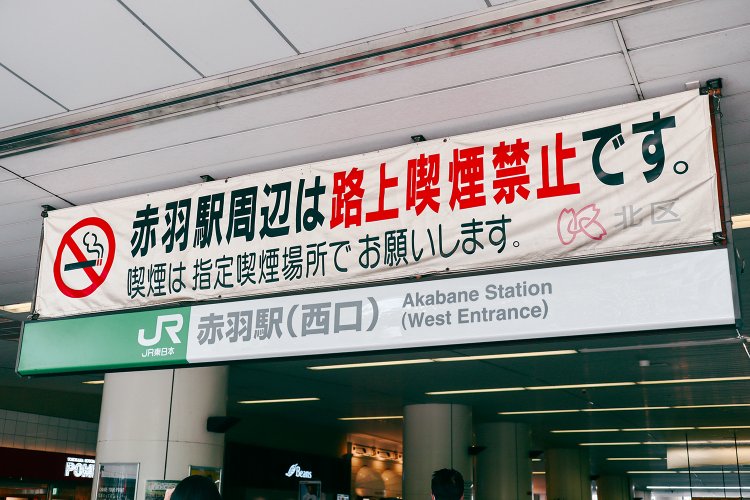 赤羽駅周辺は路上喫煙禁止です。
喫煙は 指定喫煙場所でお願いします。
北区
JR
JR東日本
赤羽駅（西口）
Akabane Station
(West Entrance)
Beans